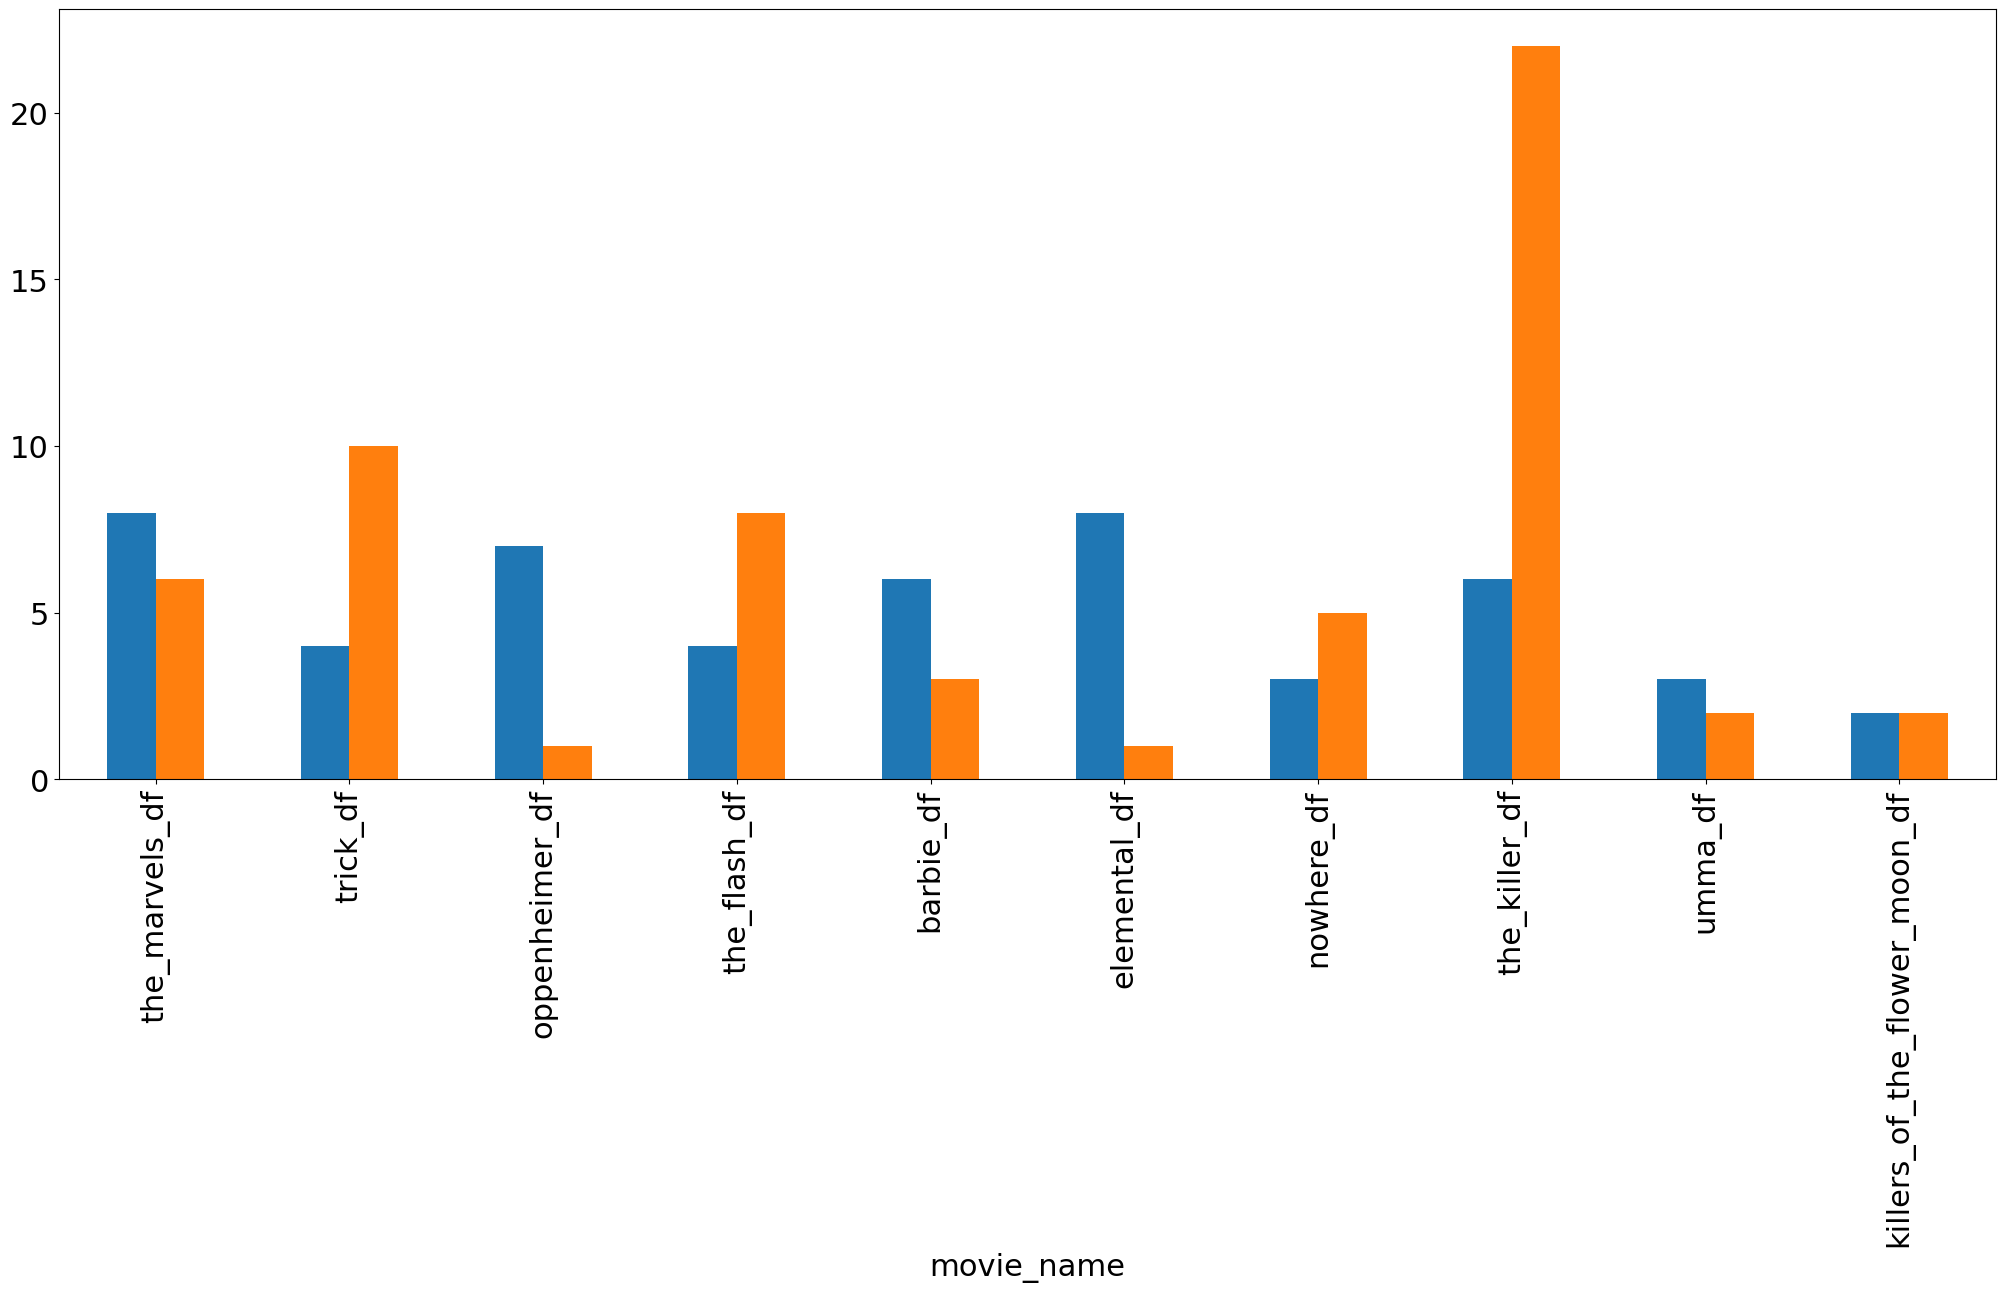 20
15
10
5
0
the_marvels_df
trick_df
oppenheimer_df
the_flash_df
barbie_df
elemental_df
nowhere_df
the_killer_df
umma_df
killers_of_the_flower_moon_df
movie_name